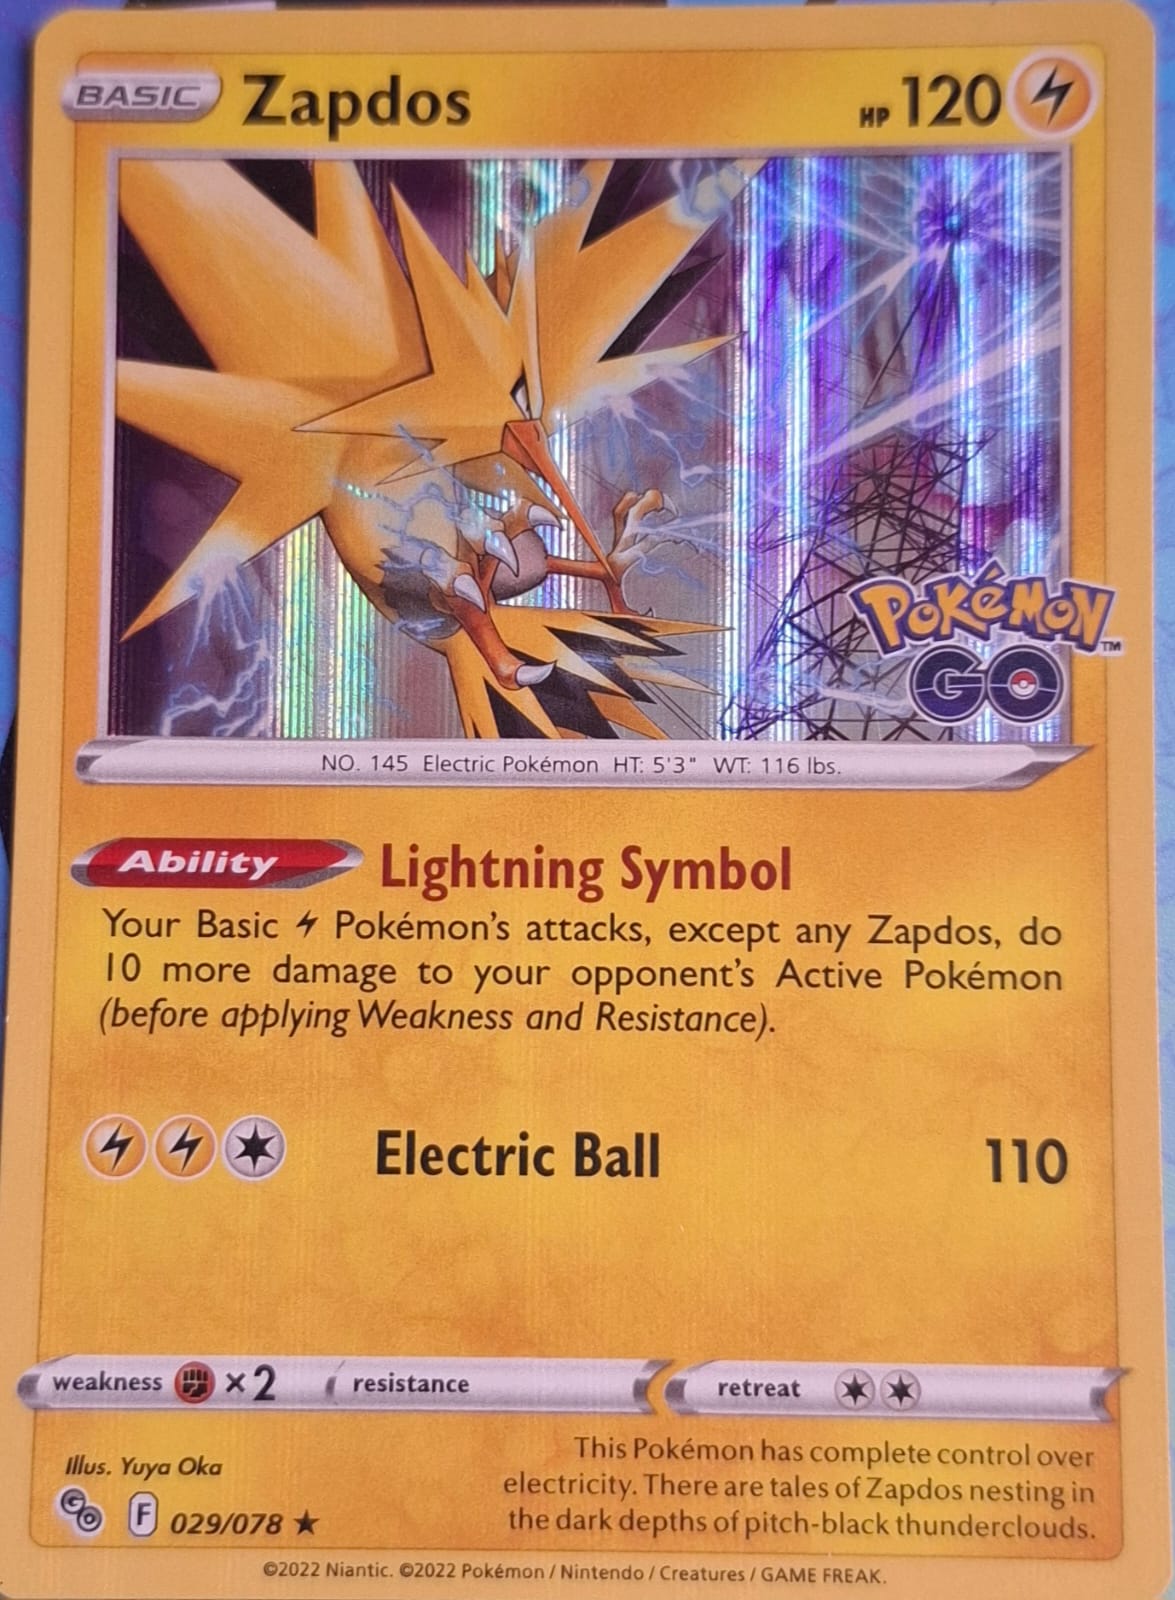 BASIC Zapdos HP 120
POKéMON™
GO
NO. 145 Electric Pokémon HT: 5'3" WT: 116 lbs.
Ability Lightning Symbol
Your Basic Pokémon's attacks, except any Zapdos, do
10 more damage to your opponent's Active Pokémon
(before applying Weakness and Resistance).
Electric Ball 110
weakness ×2 resistance retreat
Illus. Yuya Oka
GO F 029/078 ★
This Pokémon has complete control over
electricity. There are tales of Zapdos nesting in
the dark depths of pitch-black thunderclouds.
©2022 Niantic. ©2022 Pokémon / Nintendo / Creatures / GAME FREAK.